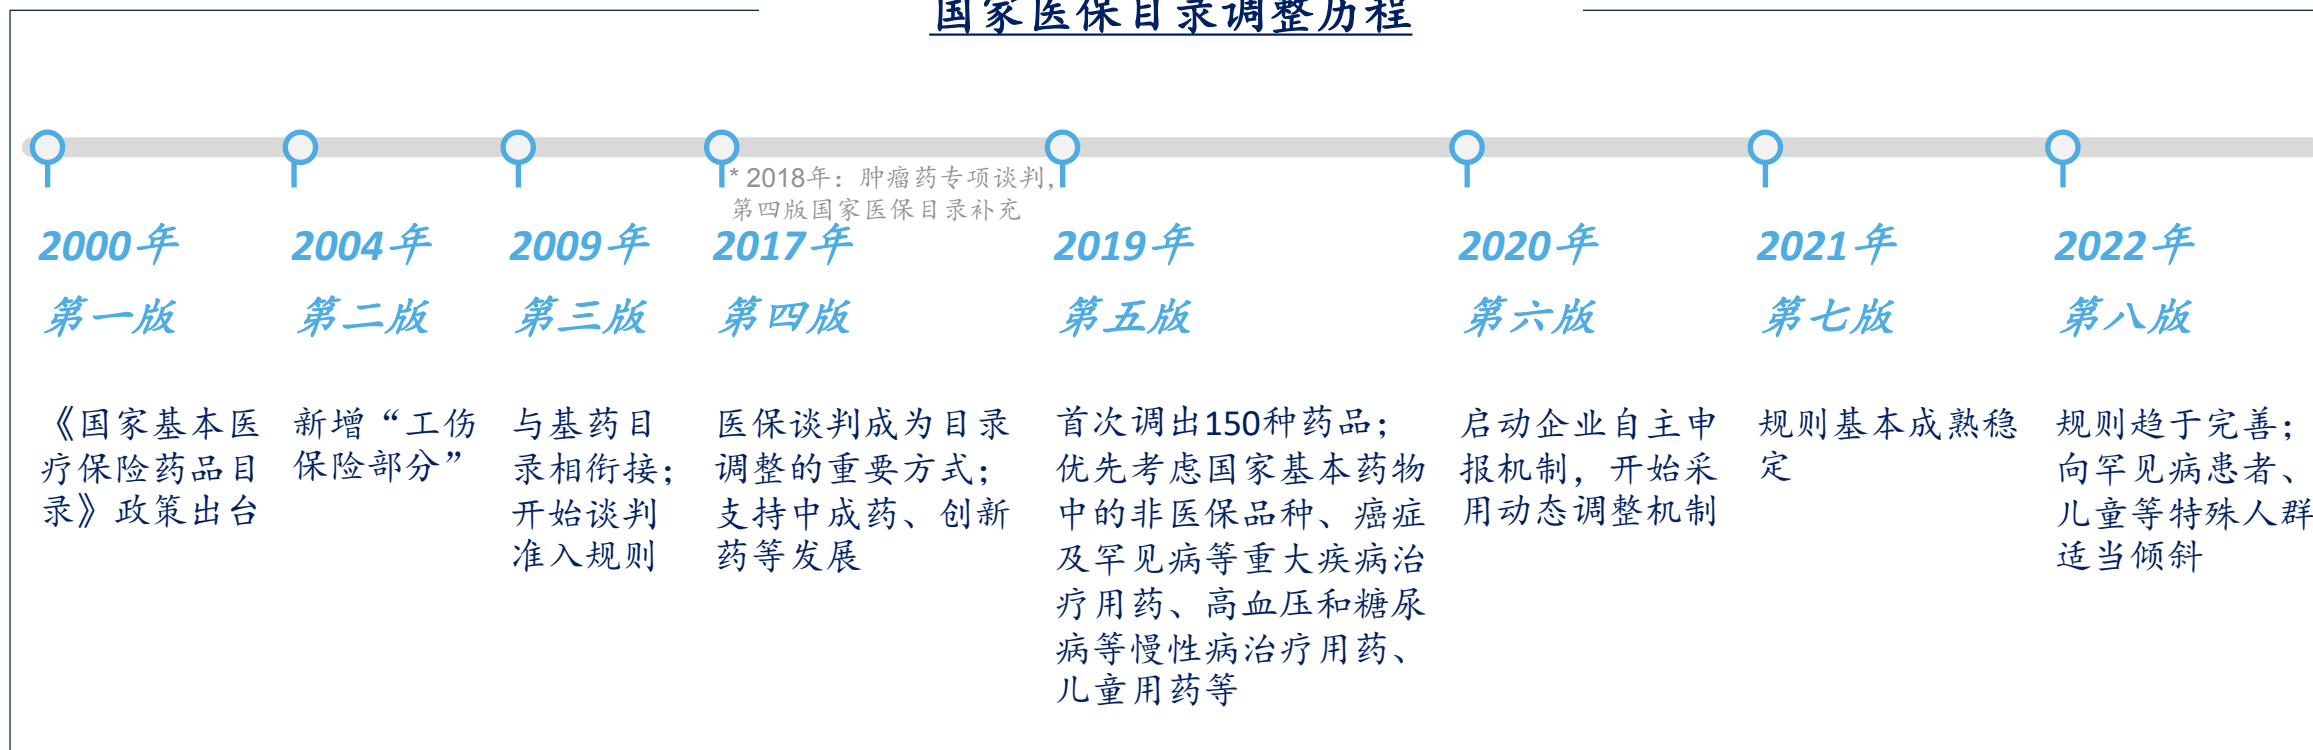 国家医保目录调整历程
* 2018年：肿瘤药专项谈判，
第四版国家医保目录补充
2000年
第一版
《国家基本医
疗保险药品目
录》政策出台
2004年
第二版
新增“工伤
保险部分”
2009年
第三版
与基药目
录相衔接；
开始谈判
准入规则
2017年
第四版
医保谈判成为目录
调整的重要方式；
支持中成药、创新
药等发展
2019年
第五版
首次调出150种药品；
优先考虑国家基本药物
中的非医保品种、癌症
及罕见病等重大疾病治
疗用药、高血压和糖尿
病等慢性病治疗用药、
儿童用药等
2020年
第六版
启动企业自主申
报机制，开始采
用动态调整机制
2021年
第七版
规则基本成熟稳
定
2022年
第八版
规则趋于完善；
向罕见病患者、
儿童等特殊人群
适当倾斜